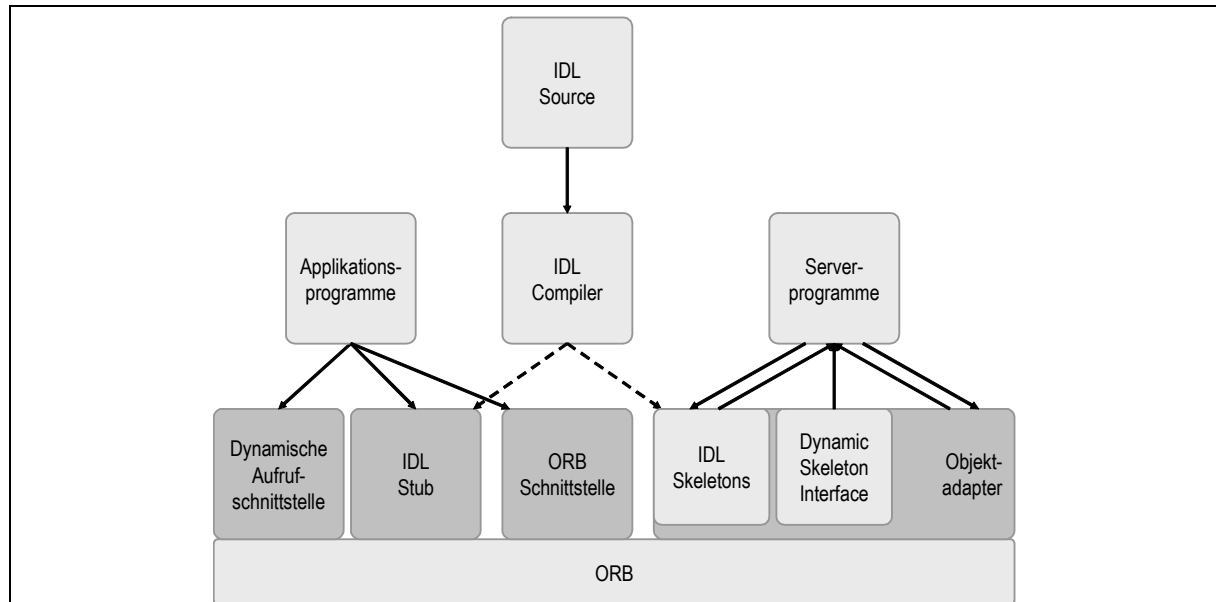 IDL
Source
Applikations-
programme
IDL
Compiler
Server-
programme
Dynamische
Aufruf-
schnittstelle
IDL
Stub
ORB
Schnittstelle
IDL
Skeletons
Dynamic
Skeleton
Interface
Objekt-
adapter
ORB